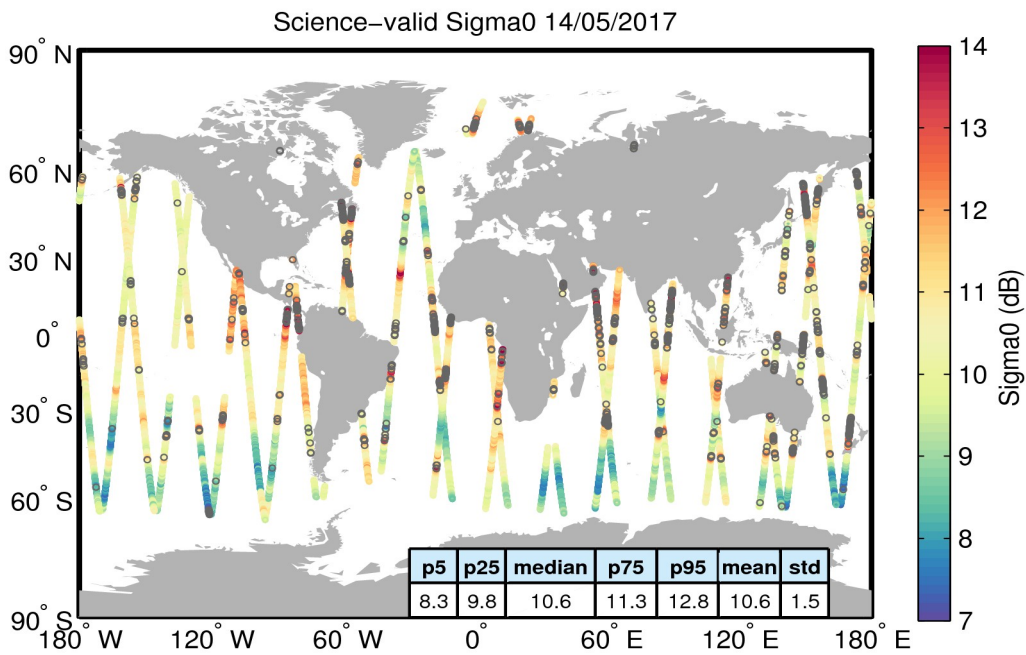 Science−valid Sigma0 14/05/2017
90° N
60° N
30° N
0°
30° S
60° S
90° S
180° W
120° W
60° W
0°
60° E
120° E
180° E
p5 p25 median p75 p95 mean std
8.3 9.8 10.6 11.3 12.8 10.6 1.5
14
13
12
11
10
9
8
7
Sigma0 (dB)